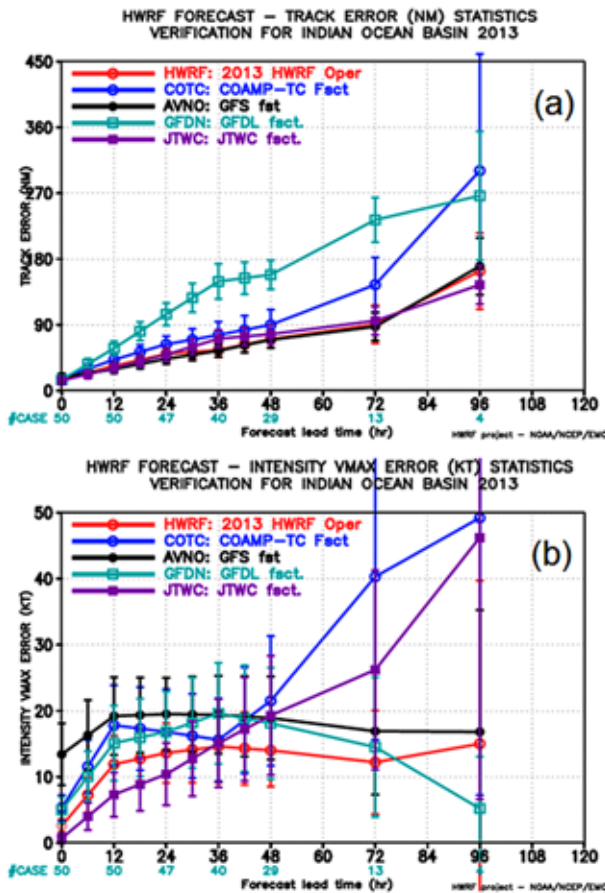 HWRF FORECAST – TRACK ERROR (NM) STATISTICS
VERIFICATION FOR INDIAN OCEAN BASIN 2013
450
360
270
180
90
0
TRACK ERROR (NM)
HWRF: 2013 HWRF Oper
COTC: COAMP-TC Fsct
AVNO: GFS fst
GFDN: GFDL fsct.
JTWC: JTWC fsct.
(a)
0 12 24 36 48 60 72 84 96 108 120
#CASE 50 50 47 40 29 13 4
Forecast lead time (hr)
HWRF project - NOAA/NCEP/EMC
HWRF FORECAST – INTENSITY VMAX ERROR (KT) STATISTICS
VERIFICATION FOR INDIAN OCEAN BASIN 2013
50
40
30
20
10
0
INTENSITY VMAX ERROR (KT)
HWRF: 2013 HWRF Oper
COTC: COAMP-TC Fsct
AVNO: GFS fst
GFDN: GFDL fsct.
JTWC: JTWC fsct.
(b)
0 12 24 36 48 60 72 84 96 108 120
#CASE 50 50 47 40 29 13 4
Forecast lead time (hr)
HWRF project - NOAA/NCEP/EMC